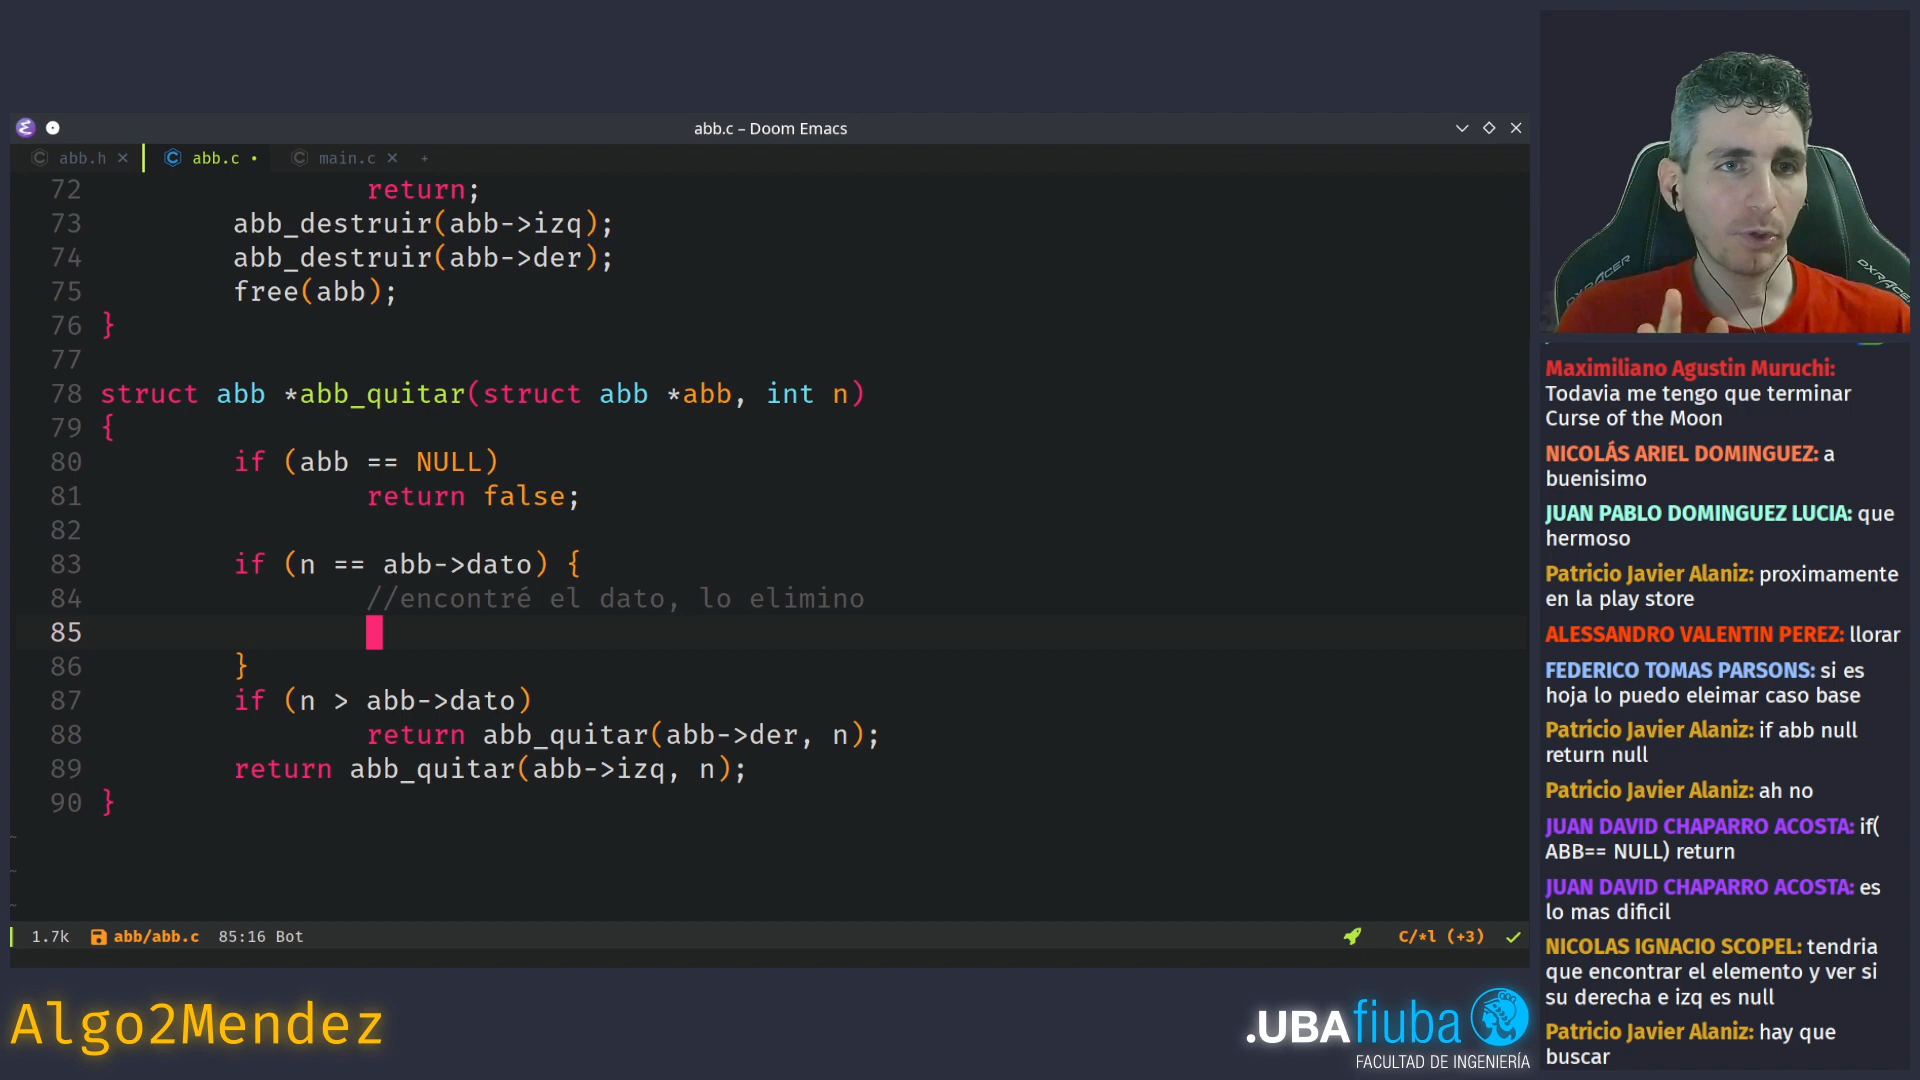 abb.c – Doom Emacs
abb.h × abb.c • main.c × +
72 return;
73 abb_destruir(abb->izq);
74 abb_destruir(abb->der);
75 free(abb);
76 }
77
78 struct abb *abb_quitar(struct abb *abb, int n)
79 {
80 if (abb == NULL)
81 return false;
82
83 if (n == abb->dato) {
84 //encontré el dato, lo elimino
85
86 }
87 if (n > abb->dato)
88 return abb_quitar(abb->der, n);
89 return abb_quitar(abb->izq, n);
90 }
~
~
~
1.7k abb/abb.c 85:16 Bot C/*l (+3)
Algo2Mendez
.UBAfiuba
FACULTAD DE INGENIERÍA
DXRACER
Maximiliano Agustin Muruchi:
Todavia me tengo que terminar
Curse of the Moon
NICOLÁS ARIEL DOMINGUEZ: a
buenisimo
JUAN PABLO DOMINGUEZ LUCIA: que
hermoso
Patricio Javier Alaniz: proximamente
en la play store
ALESSANDRO VALENTIN PEREZ: llorar
FEDERICO TOMAS PARSONS: si es
hoja lo puedo eleimar caso base
Patricio Javier Alaniz: if abb null
return null
Patricio Javier Alaniz: ah no
JUAN DAVID CHAPARRO ACOSTA: if(
ABB== NULL) return
JUAN DAVID CHAPARRO ACOSTA: es
lo mas dificil
NICOLAS IGNACIO SCOPEL: tendria
que encontrar el elemento y ver si
su derecha e izq es null
Patricio Javier Alaniz: hay que
buscar